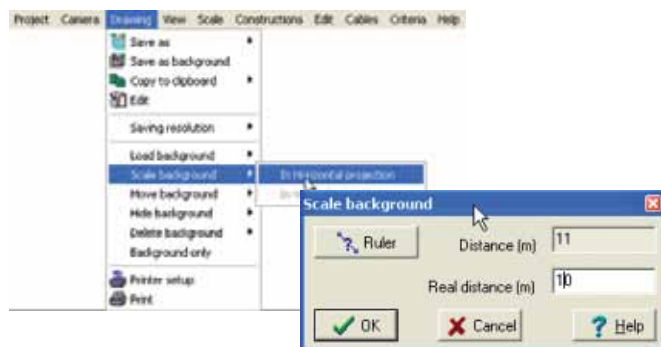 Project Camera Drawing View Scale Constructions Edit Cables Criteria Help
Save as
Save as background
Copy to clipboard
Edit
Saving resolution
Load background
Scale background
In Horizontal projection
Move background
Hide background
Delete background
Background only
Printer setup
Print
Scale background
Ruler
Distance (m)
11
Real distance (m)
10
OK
Cancel
Help